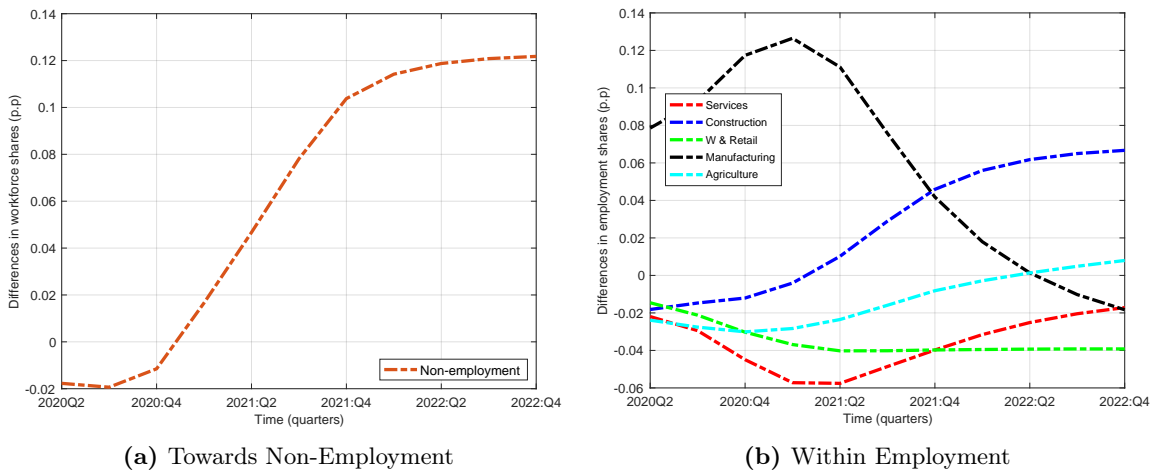 0.14
0.12
0.1
0.08
0.06
0.04
0.02
0
-0.02
Differences in workforce shares (p.p)
Non-employment
2020Q2
2020:Q4
2021:Q2
2021:Q4
2022:Q2
2022:Q4
Time (quarters)
(a) Towards Non-Employment
0.14
0.12
0.1
0.08
0.06
0.04
0.02
0
-0.02
-0.04
-0.06
Differences in employment shares (p.p)
Services
Construction
W & Retail
Manufacturing
Agriculture
2020Q2
2020:Q4
2021:Q2
2021:Q4
2022:Q2
2022:Q4
Time (quarters)
(b) Within Employment